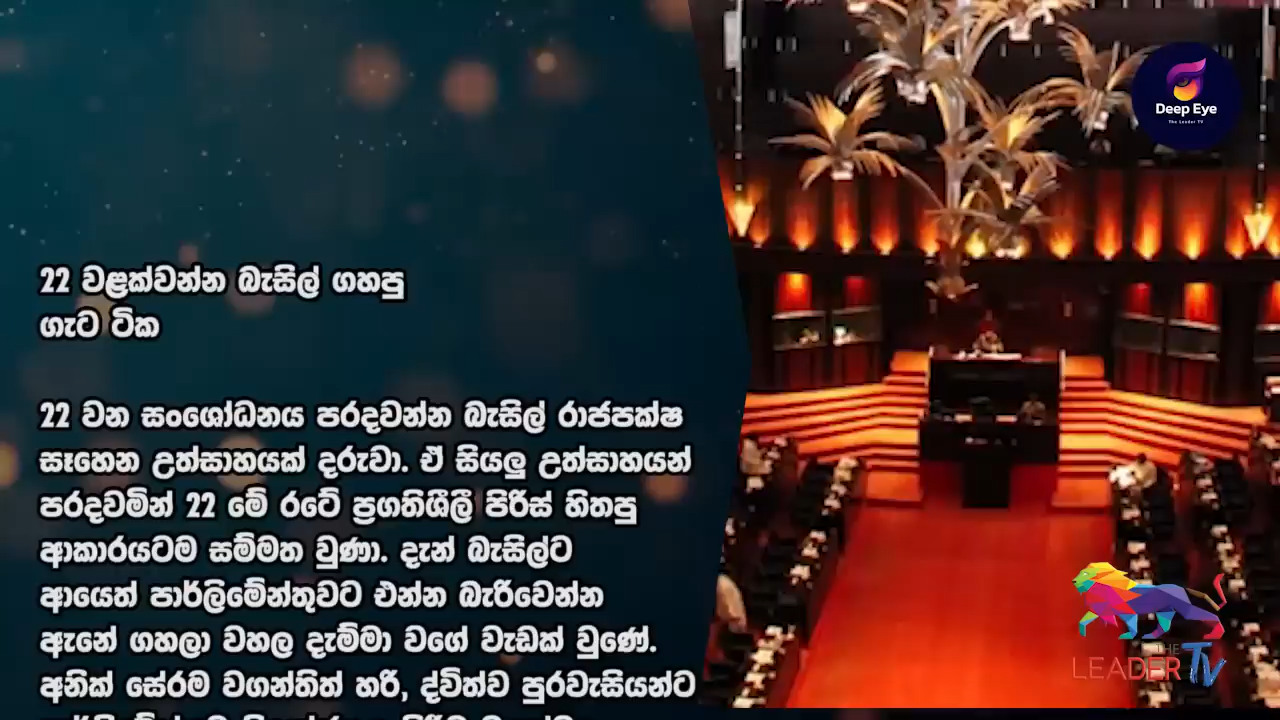 22 වළක්වන්න බැසිල් ගහපු
ගැට ටික
22 වන සංශෝධනය පරදවන්න බැසිල් රාජපක්ෂ
සෑහෙන උත්සාහයක් දරුවා. ඒ සියලු උත්සාහයන්
පරදවමින් 22 මේ රටේ ප්‍රගතිශීලී පිරිස් හිතපු
ආකාරයටම සම්මත වුණා. දැන් බැසිල්ට
ආයෙත් පාර්ලිමේන්තුවට එන්න බැරිවෙන්න
ඇනේ ගහලා වහල දැම්මා වගේ වැඩක් වුණේ.
අනික් සේරම වගන්තිත් හරි, ද්විත්ව පුරවැසියන්ට
Deep Eye
The Leader TV
THE
LEADER TV